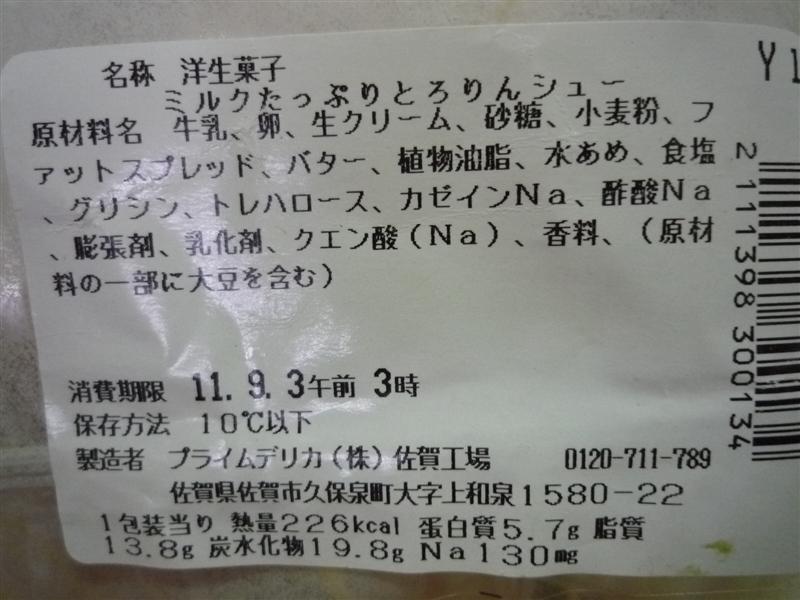 名称 洋生菓子
ミルクたっぷりとろりんシュー
原材料名 牛乳、卵、生クリーム、砂糖、小麦粉、フ
ァットスプレッド、バター、植物油脂、水あめ、食塩
、グリシン、トレハロース、カゼインNa、酢酸Na
、膨張剤、乳化剤、クエン酸(Na)、香料、(原材
料の一部に大豆を含む)
消費期限 11.9.3午前3時
保存方法 10℃以下
製造者 プライムデリカ(株)佐賀工場 0120-711-789
佐賀県佐賀市久保泉町大字上和泉1580-22
1包装当り 熱量226kcal 蛋白質5.7g 脂質
13.8g 炭水化物19.8g Na130mg
¥1
2 111398 300134